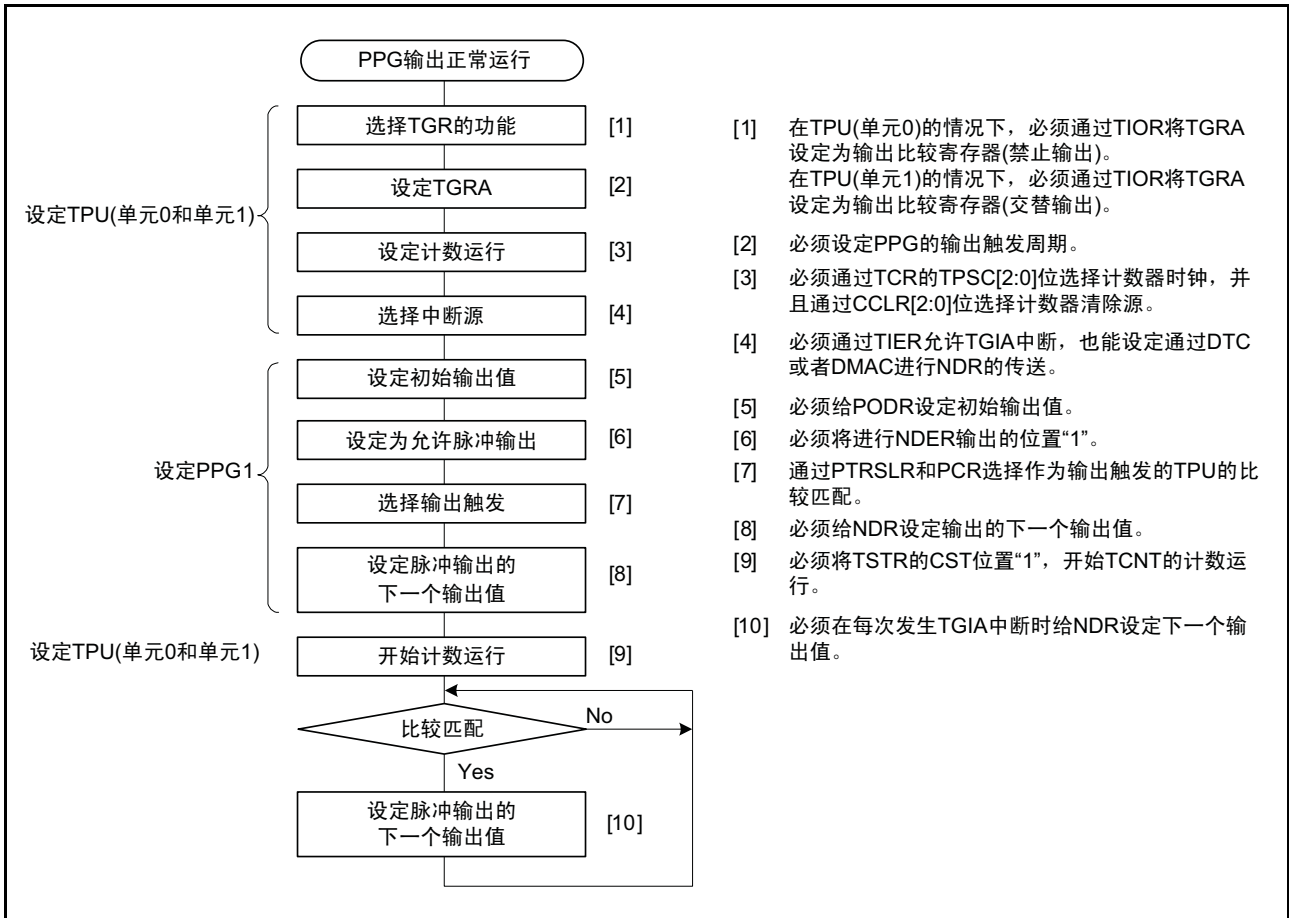 PPG输出正常运行
设定TPU(单元0和单元1)
选择TGR的功能 [1]
设定TGRA [2]
设定计数运行 [3]
选择中断源 [4]
设定PPG1
设定初始输出值 [5]
设定为允许脉冲输出 [6]
选择输出触发 [7]
设定脉冲输出的
下一个输出值 [8]
设定TPU(单元0和单元1)
开始计数运行 [9]
比较匹配
No
Yes
设定脉冲输出的
下一个输出值 [10]
[1] 在TPU(单元0)的情况下，必须通过TIOR将TGRA
设定为输出比较寄存器(禁止输出)。
在TPU(单元1)的情况下，必须通过TIOR将TGRA
设定为输出比较寄存器(交替输出)。
[2] 必须设定PPG的输出触发周期。
[3] 必须通过TCR的TPSC[2:0]位选择计数器时钟，并
且通过CCLR[2:0]位选择计数器清除源。
[4] 必须通过TIER允许TGIA中断，也能设定通过DTC
或者DMAC进行NDR的传送。
[5] 必须给PODR设定初始输出值。
[6] 必须将进行NDER输出的位置“1”。
[7] 通过PTRSLR和PCR选择作为输出触发的TPU的比
较匹配。
[8] 必须给NDR设定输出的下一个输出值。
[9] 必须将TSTR的CST位置“1”，开始TCNT的计数运
行。
[10] 必须在每次发生TGIA中断时给NDR设定下一个输
出值。